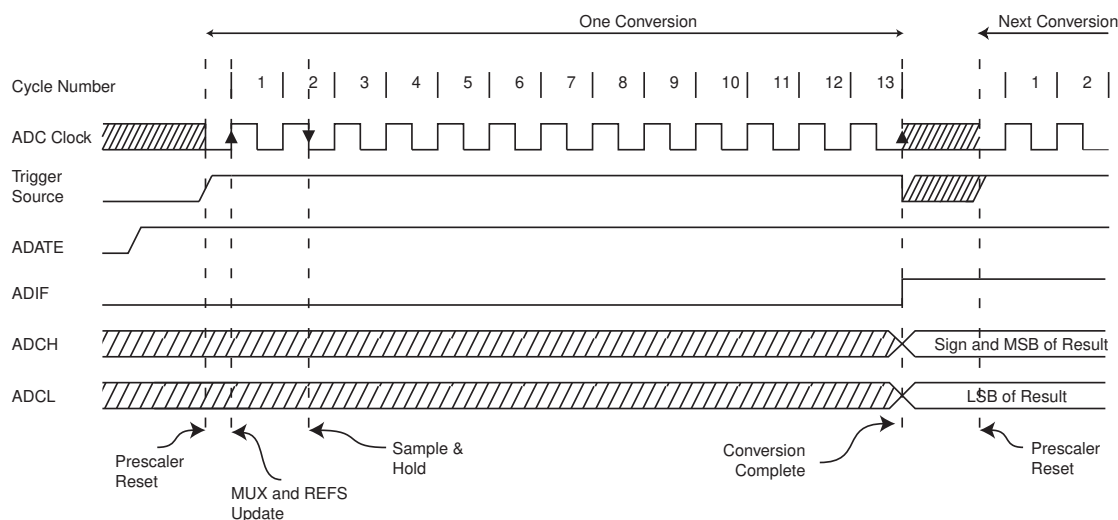 One Conversion
Next Conversion
Cycle Number 1 2 3 4 5 6 7 8 9 10 11 12 13 1 2
ADC Clock
Trigger
Source
ADATE
ADIF
ADCH
Sign and MSB of Result
ADCL
LSB of Result
Prescaler
Reset
MUX and REFS
Update
Sample &
Hold
Conversion
Complete
Prescaler
Reset